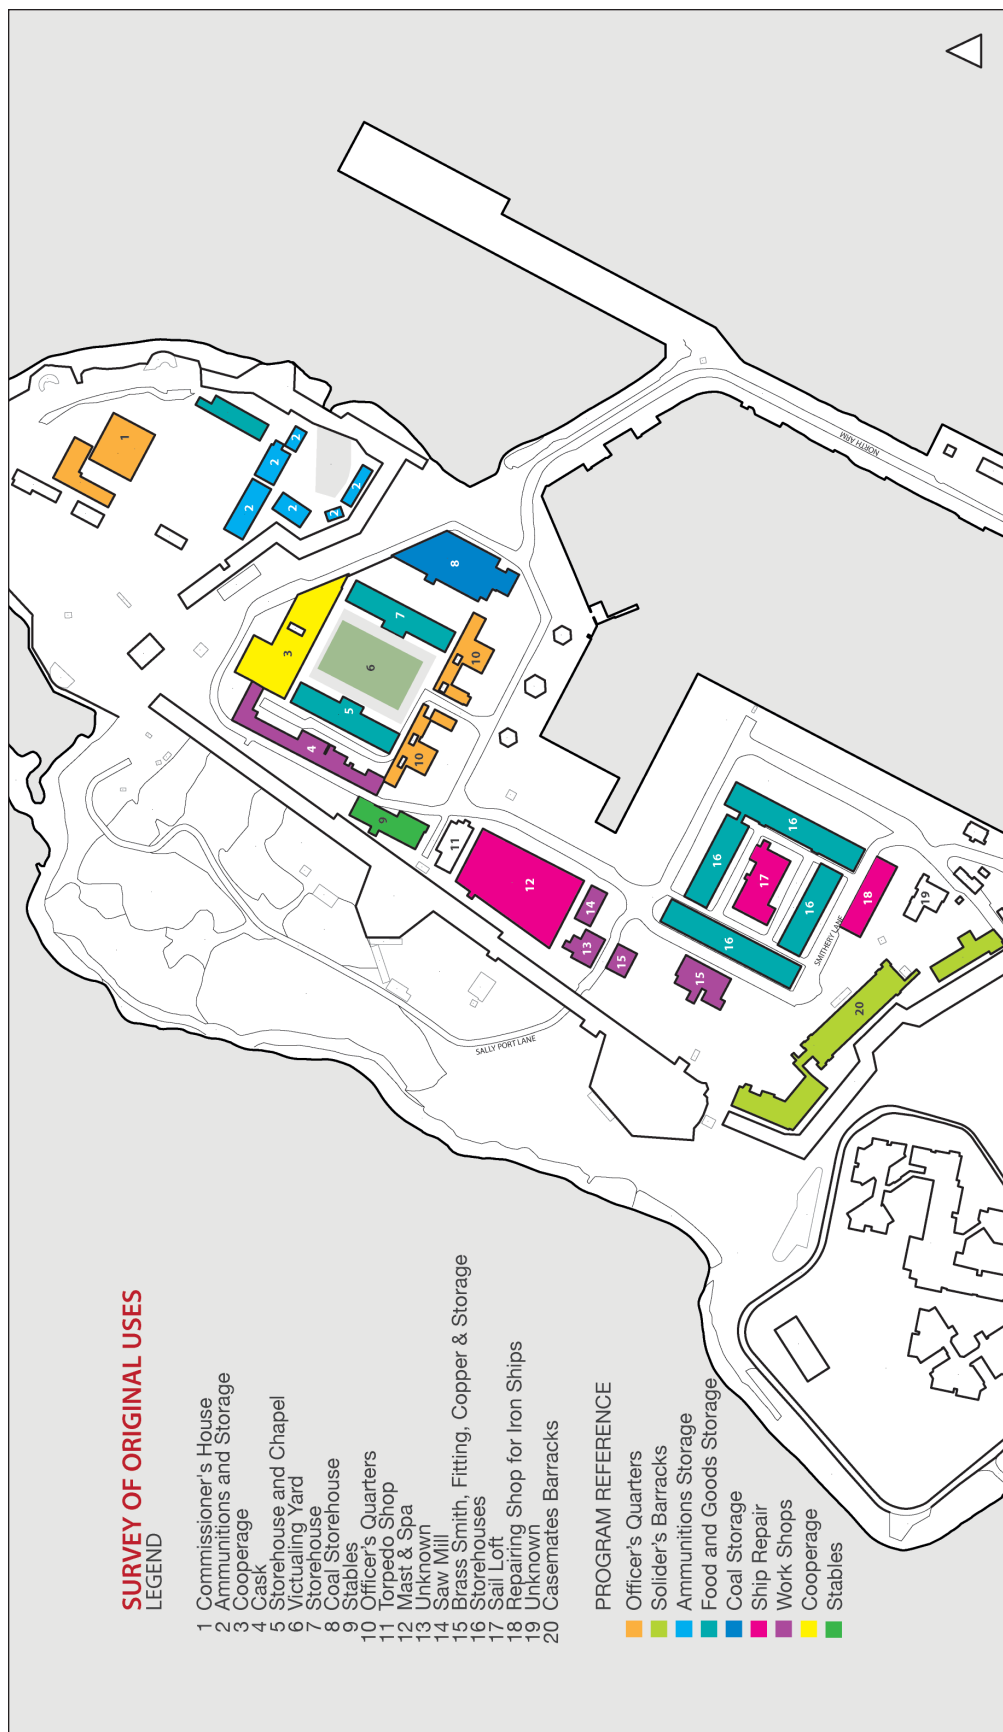 SURVEY OF ORIGINAL USES
LEGEND
1 Commissioner's House
2 Ammunitions and Storage
3 Cooperage
4 Cask
5 Storehouse and Chapel
6 Victualing Yard
7 Storehouse
8 Coal Storehouse
9 Stables
10 Officer's Quarters
11 Torpedo Shop
12 Mast & Spa
13 Unknown
14 Saw Mill
15 Brass Smith, Fitting, Copper & Storage
16 Storehouses
17 Sail Loft
18 Repairing Shop for Iron Ships
19 Unknown
20 Casemates Barracks
PROGRAM REFERENCE
Officer's Quarters
Solider's Barracks
Ammunitions Storage
Food and Goods Storage
Coal Storage
Ship Repair
Work Shops
Cooperage
Stables
1
2
2
2
2
2
2
3
4
5
6
7
8
9
10
10
11
12
13
14
15
15
16
16
16
16
17
18
19
20
SALLY PORT LANE
SMITHERY LANE
NORTH ARM